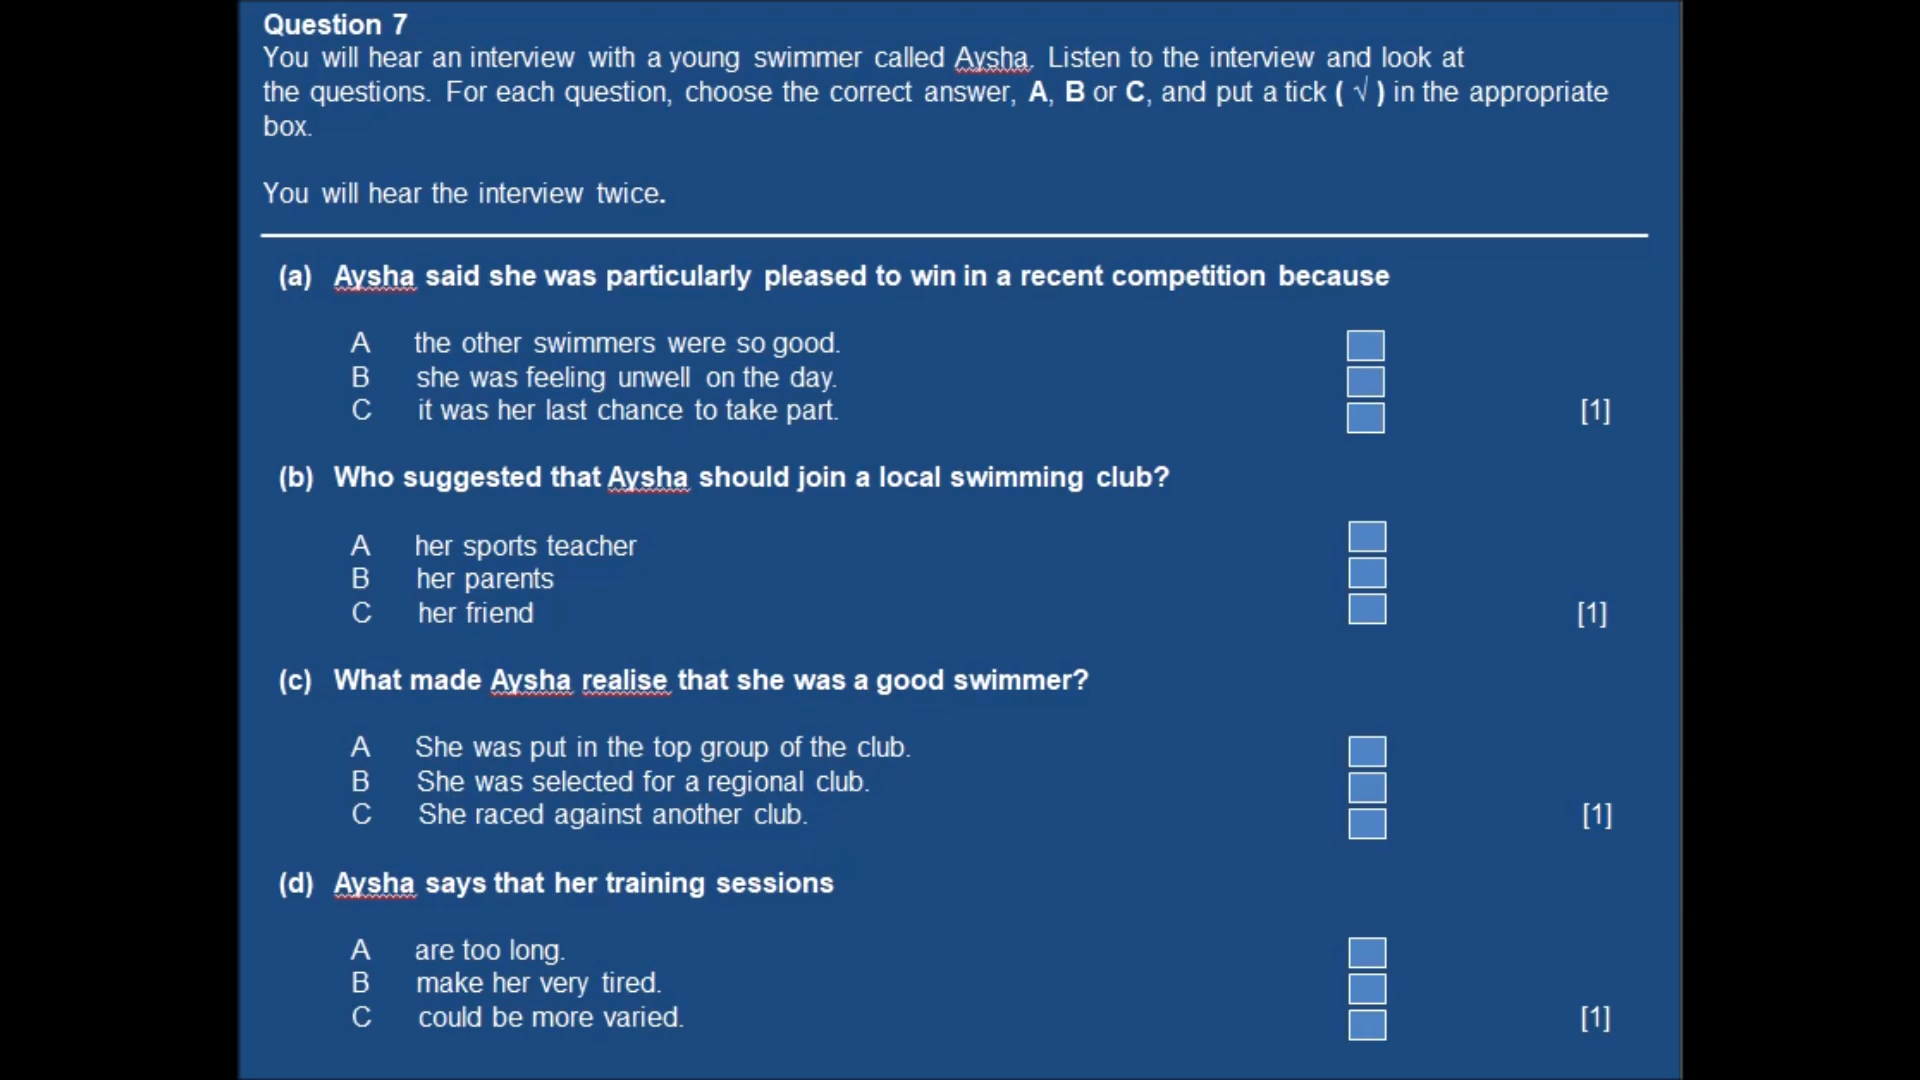 Question 7
You will hear an interview with a young swimmer called Aysha. Listen to the interview and look at
the questions. For each question, choose the correct answer, A, B or C, and put a tick ( √ ) in the appropriate
box.
You will hear the interview twice.
(a) Aysha said she was particularly pleased to win in a recent competition because
A the other swimmers were so good.
B she was feeling unwell on the day.
C it was her last chance to take part.
[1]
(b) Who suggested that Aysha should join a local swimming club?
A her sports teacher
B her parents
C her friend
[1]
(c) What made Aysha realise that she was a good swimmer?
A She was put in the top group of the club.
B She was selected for a regional club.
C She raced against another club.
[1]
(d) Aysha says that her training sessions
A are too long.
B make her very tired.
C could be more varied.
[1]